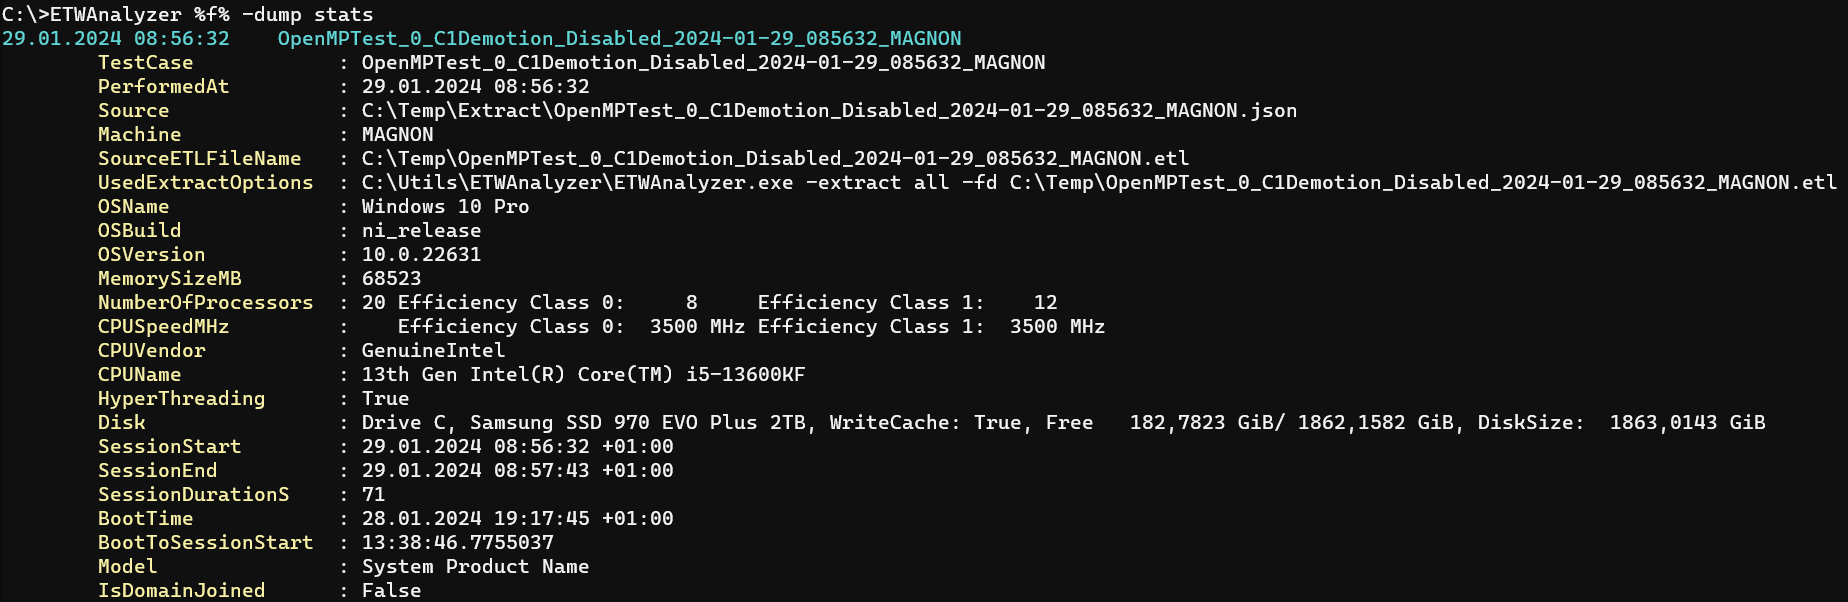 C:\>ETWAnalyzer %f% -dump stats
29.01.2024 08:56:32    OpenMPTest_0_C1Demotion_Disabled_2024-01-29_085632_MAGNON
        TestCase            : OpenMPTest_0_C1Demotion_Disabled_2024-01-29_085632_MAGNON
        PerformedAt         : 29.01.2024 08:56:32
        Source              : C:\Temp\Extract\OpenMPTest_0_C1Demotion_Disabled_2024-01-29_085632_MAGNON.json
        Machine             : MAGNON
        SourceETLFileName   : C:\Temp\OpenMPTest_0_C1Demotion_Disabled_2024-01-29_085632_MAGNON.etl
        UsedExtractOptions  : C:\Utils\ETWAnalyzer\ETWAnalyzer.exe -extract all -fd C:\Temp\OpenMPTest_0_C1Demotion_Disabled_2024-01-29_085632_MAGNON.etl
        OSName              : Windows 10 Pro
        OSBuild             : ni_release
        OSVersion           : 10.0.22631
        MemorySizeMB        : 68523
        NumberOfProcessors  : 20 Efficiency Class 0:     8     Efficiency Class 1:    12
        CPUSpeedMHz         :    Efficiency Class 0:  3500 MHz Efficiency Class 1:  3500 MHz
        CPUVendor           : GenuineIntel
        CPUName             : 13th Gen Intel(R) Core(TM) i5-13600KF
        HyperThreading      : True
        Disk                : Drive C, Samsung SSD 970 EVO Plus 2TB, WriteCache: True, Free   182,7823 GiB/ 1862,1582 GiB, DiskSize:  1863,0143 GiB
        SessionStart        : 29.01.2024 08:56:32 +01:00
        SessionEnd          : 29.01.2024 08:57:43 +01:00
        SessionDurationS    : 71
        BootTime            : 28.01.2024 19:17:45 +01:00
        BootToSessionStart  : 13:38:46.7755037
        Model               : System Product Name
        IsDomainJoined      : False